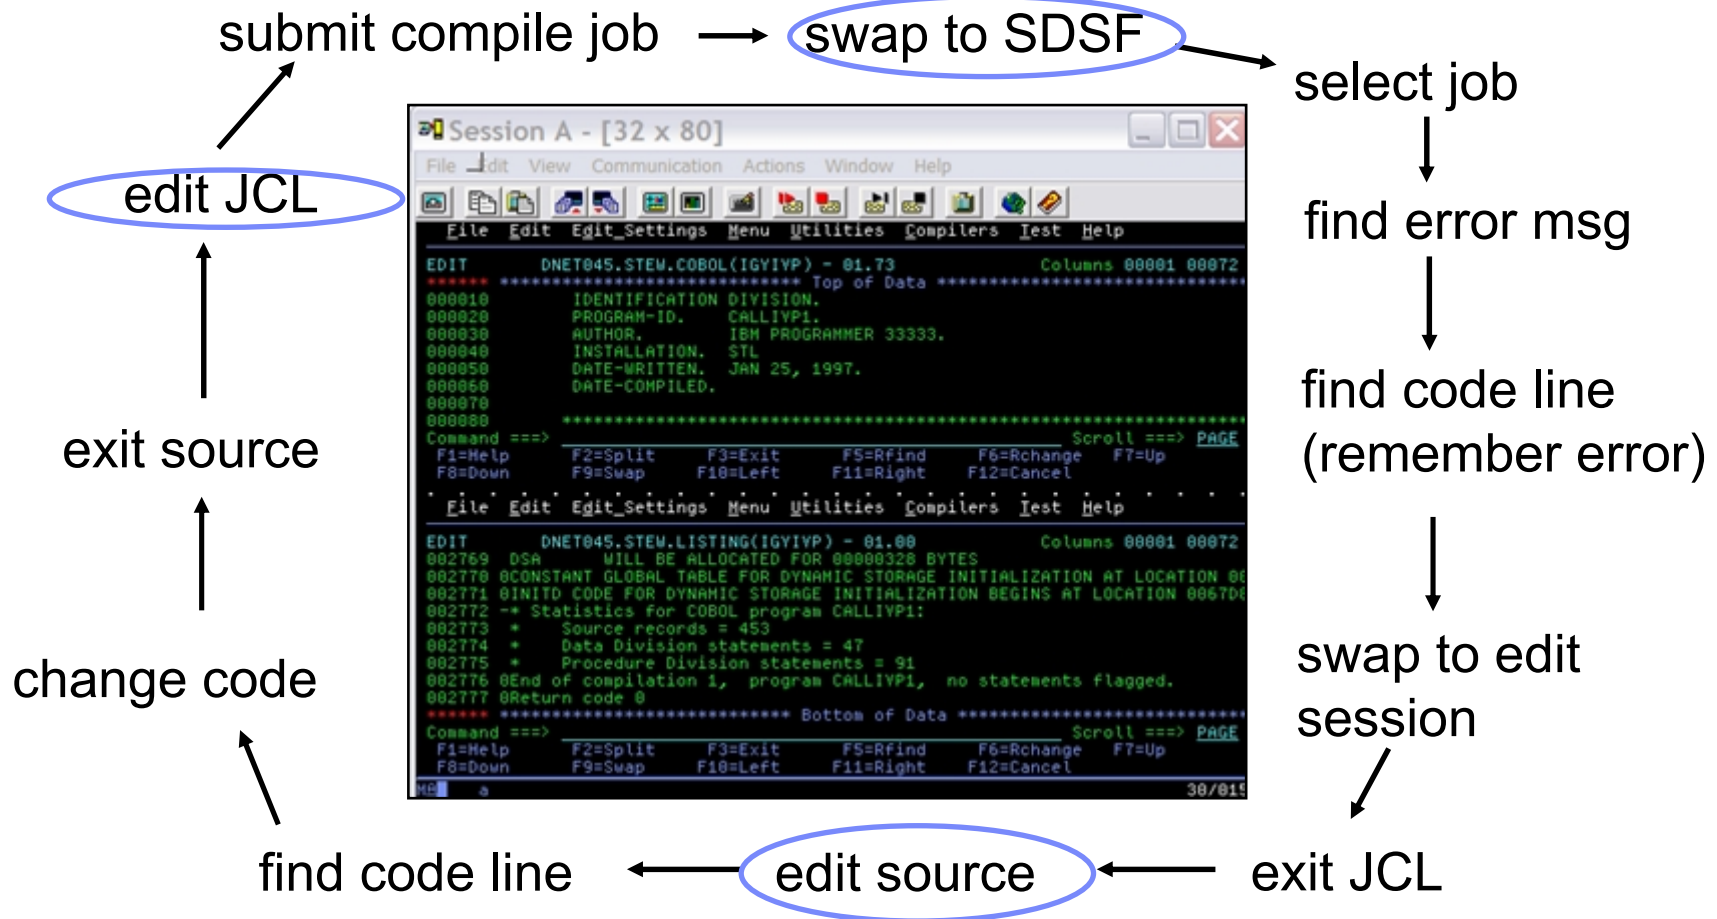 submit compile job
swap to SDSF
select job
find error msg
find code line
(remember error)
swap to edit
session
exit JCL
edit source
find code line
change code
exit source
edit JCL
Session A - [32 x 80]
File Edit View Communication Actions Window Help
File Edit Edit_Settings Menu Utilities Compilers Test Help
EDIT DNET045.STEW.COBOL(IGYIVP) - 01.73 Columns 00001 00072
****** ***************************** Top of Data ******************************
000010 IDENTIFICATION DIVISION.
000020 PROGRAM-ID. CALLIVP1.
000030 AUTHOR. IBM PROGRAMMER 33333.
000040 INSTALLATION. STL
000050 DATE-WRITTEN. JAN 25, 1997.
000060 DATE-COMPILED.
000070
000080 ***************************************************************
Command ===> Scroll ===> PAGE
F1=Help F2=Split F3=Exit F5=Rfind F6=Rchange F7=Up
F8=Down F9=Swap F10=Left F11=Right F12=Cancel
File Edit Edit_Settings Menu Utilities Compilers Test Help
EDIT DNET045.STEW.LISTING(IGYIVP) - 01.00 Columns 00001 00072
002769 DSA WILL BE ALLOCATED FOR 00000328 BYTES
002770 0CONSTANT GLOBAL TABLE FOR DYNAMIC STORAGE INITIALIZATION AT LOCATION 00
002771 0INITD CODE FOR DYNAMIC STORAGE INITIALIZATION BEGINS AT LOCATION 0067D8
002772 -* Statistics for COBOL program CALLIVP1:
002773 * Source records = 453
002774 * Data Division statements = 47
002775 * Procedure Division statements = 91
002776 0End of compilation 1, program CALLIVP1, no statements flagged.
002777 0Return code 0
****** **************************** Bottom of Data ****************************
Command ===> Scroll ===> PAGE
F1=Help F2=Split F3=Exit F5=Rfind F6=Rchange F7=Up
F8=Down F9=Swap F10=Left F11=Right F12=Cancel
MA a 30/015